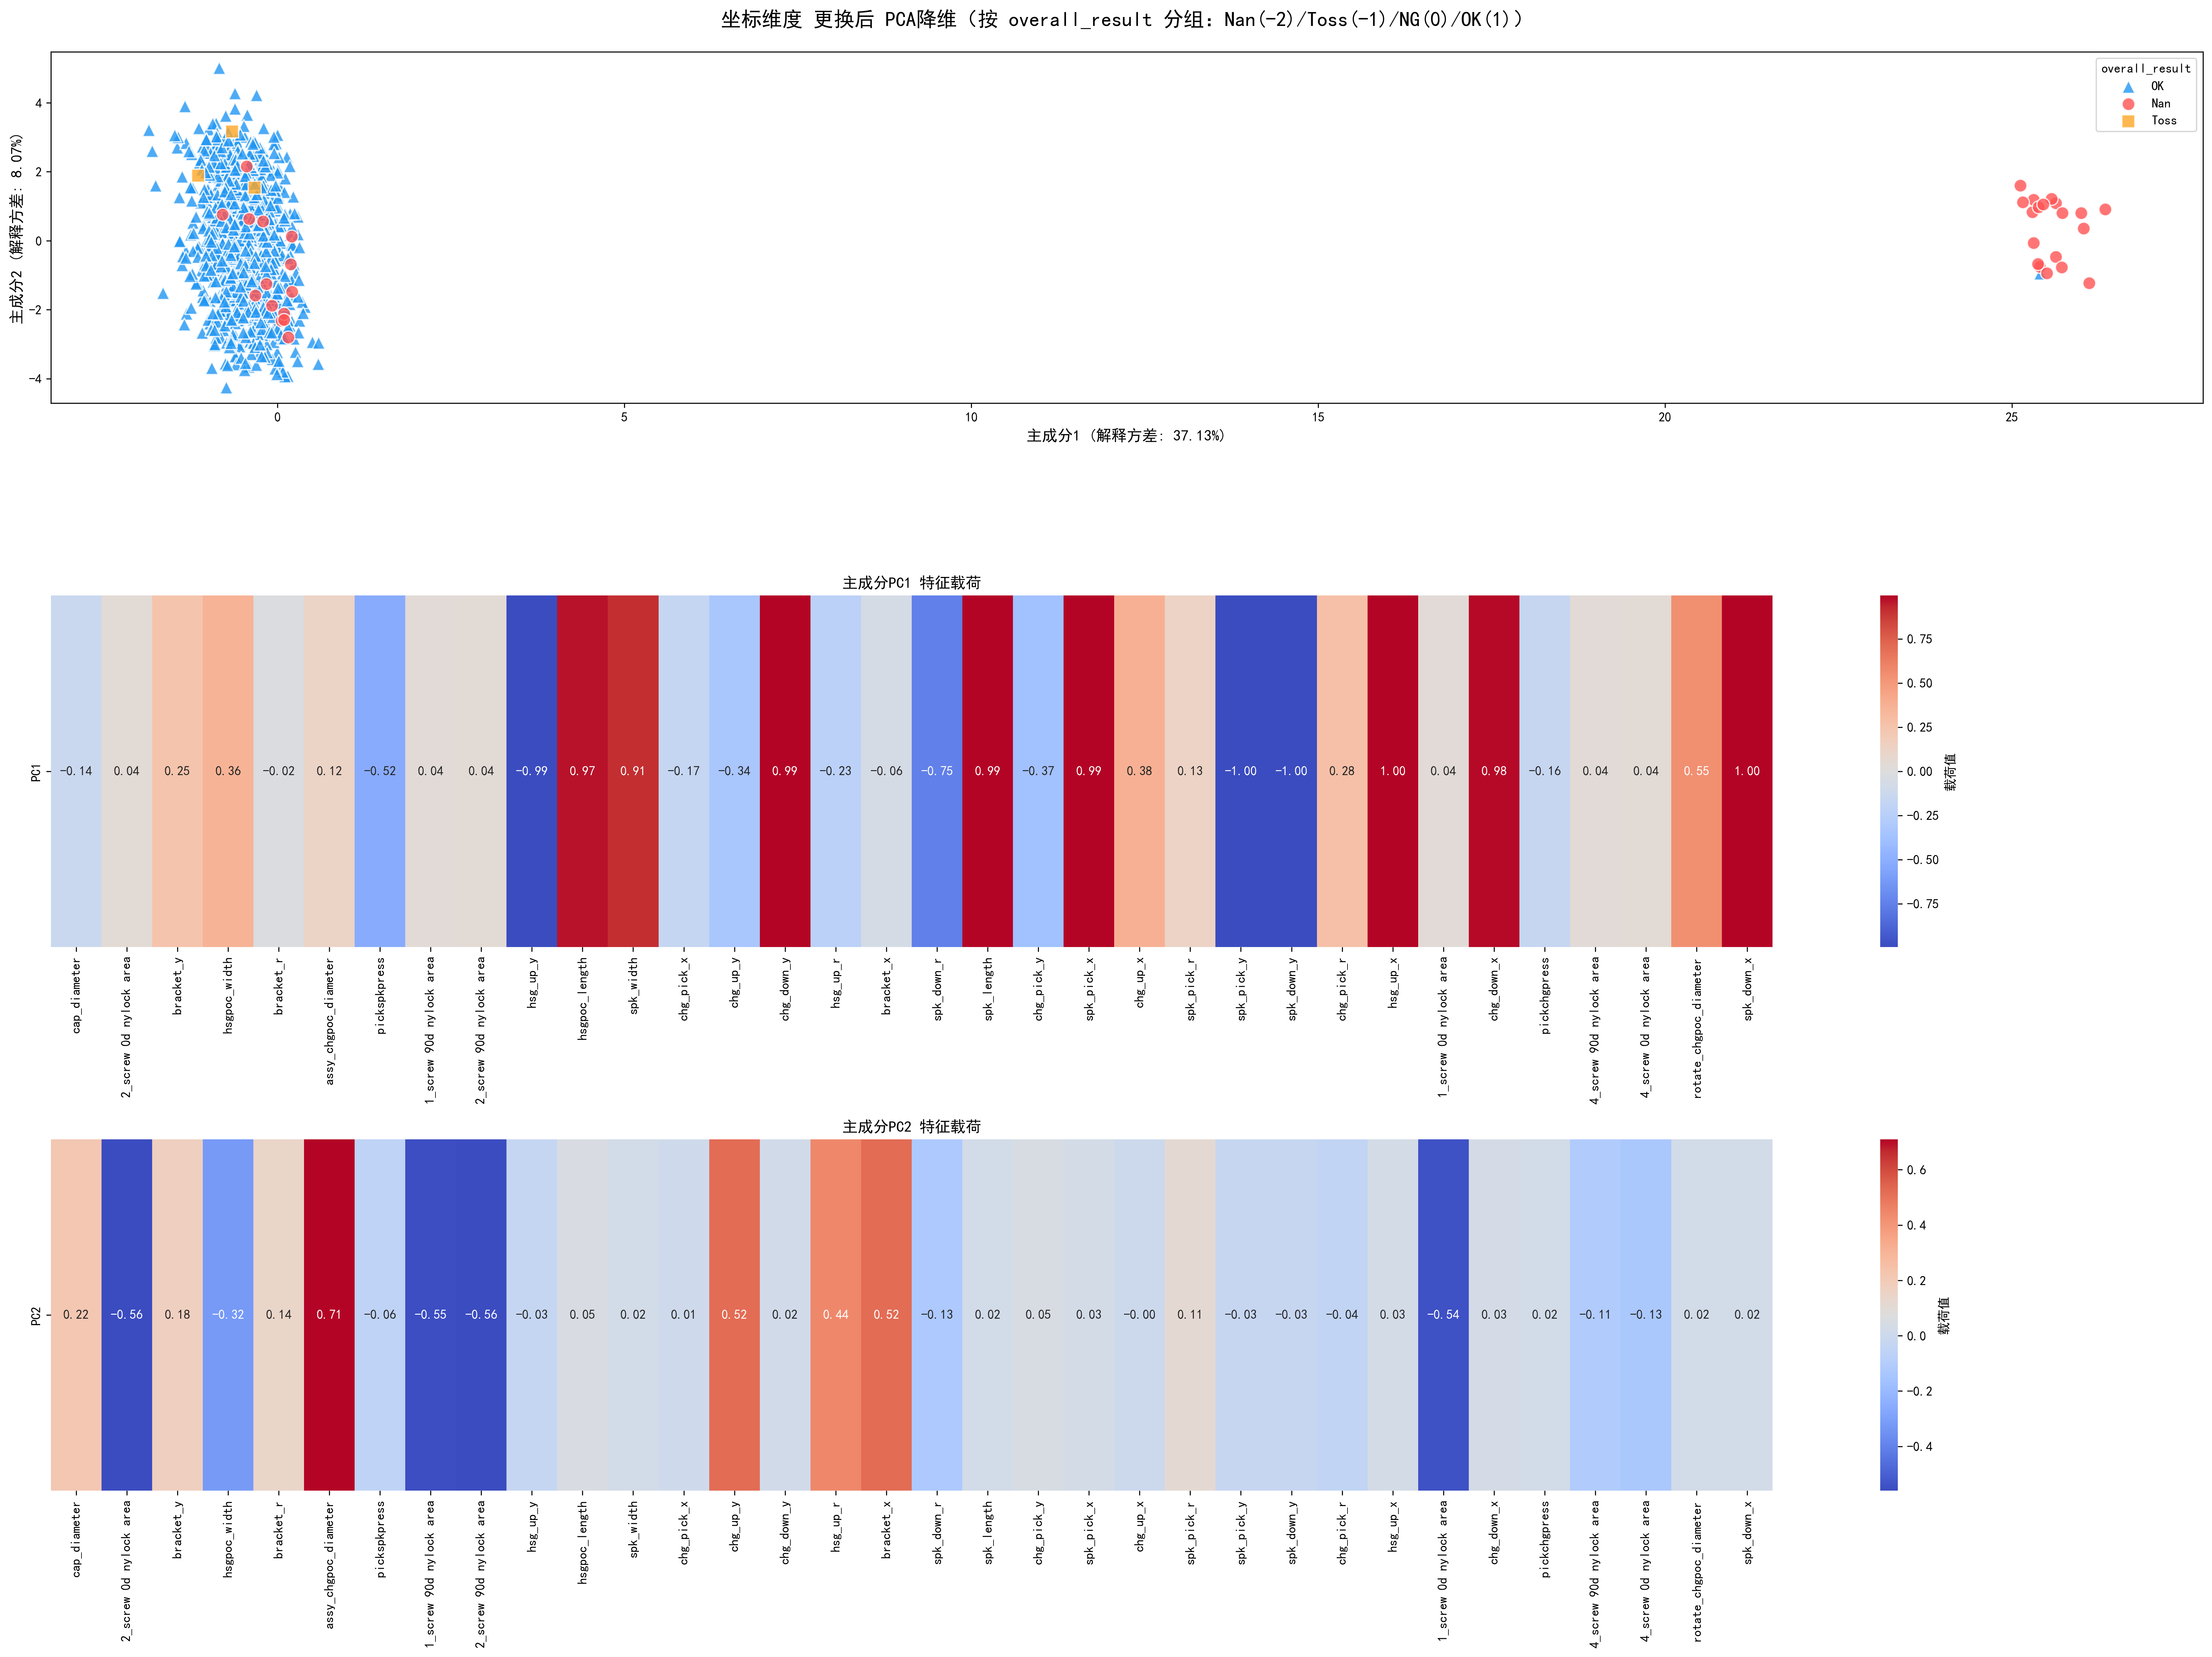 坐标维度 更换后 PCA降维（按 overall_result 分组：Nan(-2)/Toss(-1)/NG(0)/OK(1)）
主成分2 (解释方差: 8.07%)
4
2
0
−2
−4
overall_result
OK
Nan
Toss
0 5 10 15 20 25
主成分1 (解释方差: 37.13%)
主成分PC1 特征载荷
PC1
−0.14 0.04 0.25 0.36 −0.02 0.12 −0.52 0.04 0.04 −0.99 0.97 0.91 −0.17 −0.34 0.99 −0.23 −0.06 −0.75 0.99 −0.37 0.99 0.38 0.13 −1.00 −1.00 0.28 1.00 0.04 0.98 −0.16 0.04 0.04 0.55 1.00
cap_diameter
2_screw 0d nylock area
bracket_y
hsgpoc_width
bracket_r
assy_chgpoc_diameter
pickspkpress
1_screw 90d nylock area
2_screw 90d nylock area
hsg_up_y
hsgpoc_length
spk_width
chg_pick_x
chg_up_y
chg_down_y
hsg_up_r
bracket_x
spk_down_r
spk_length
chg_pick_y
spk_pick_x
chg_up_x
spk_pick_r
spk_pick_y
spk_down_y
chg_pick_r
hsg_up_x
1_screw 0d nylock area
chg_down_x
pickchgpress
4_screw 90d nylock area
4_screw 0d nylock area
rotate_chgpoc_diameter
spk_down_x
0.75
0.50
0.25
0.00
−0.25
−0.50
−0.75
载荷值
主成分PC2 特征载荷
PC2
0.22 −0.56 0.18 −0.32 0.14 0.71 −0.06 −0.55 −0.56 −0.03 0.05 0.02 0.01 0.52 0.02 0.44 0.52 −0.13 0.02 0.05 0.03 −0.00 0.11 −0.03 −0.03 −0.04 0.03 −0.54 0.03 0.02 −0.11 −0.13 0.02 0.02
cap_diameter
2_screw 0d nylock area
bracket_y
hsgpoc_width
bracket_r
assy_chgpoc_diameter
pickspkpress
1_screw 90d nylock area
2_screw 90d nylock area
hsg_up_y
hsgpoc_length
spk_width
chg_pick_x
chg_up_y
chg_down_y
hsg_up_r
bracket_x
spk_down_r
spk_length
chg_pick_y
spk_pick_x
chg_up_x
spk_pick_r
spk_pick_y
spk_down_y
chg_pick_r
hsg_up_x
1_screw 0d nylock area
chg_down_x
pickchgpress
4_screw 90d nylock area
4_screw 0d nylock area
rotate_chgpoc_diameter
spk_down_x
0.6
0.4
0.2
0.0
−0.2
−0.4
载荷值